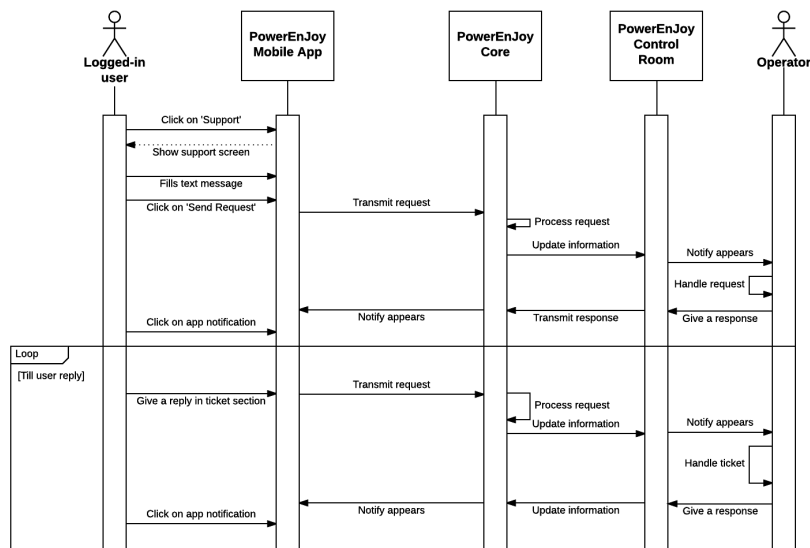 Logged-in
user
PowerEnJoy
Mobile App
PowerEnJoy
Core
PowerEnJoy
Control
Room
Operator
Click on 'Support'
Show support screen
Fills text message
Click on 'Send Request'
Transmit request
Process request
Update information
Notify appears
Handle request
Give a response
Transmit response
Notify appears
Click on app notification
Loop
[Till user reply]
Give a reply in ticket section
Transmit request
Process request
Update information
Notify appears
Handle ticket
Give a response
Update information
Notify appears
Click on app notification